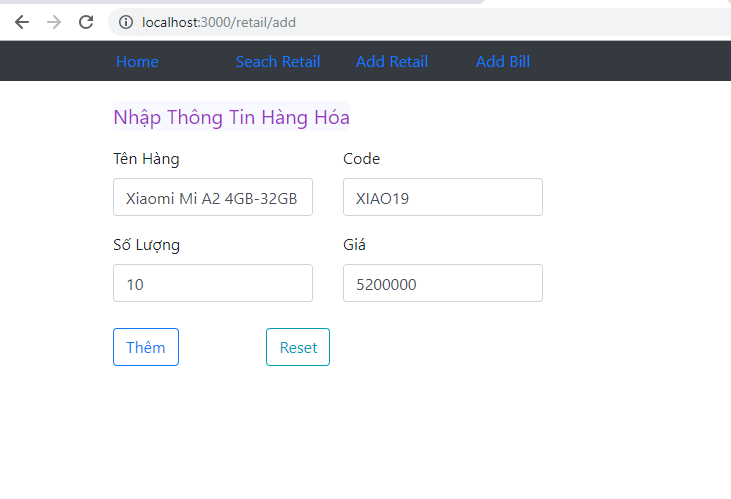 localhost:3000/retail/add
Home Seach Retail Add Retail Add Bill
Nhập Thông Tin Hàng Hóa
Tên Hàng Code
Xiaomi Mi A2 4GB-32GB XIAO19
Số Lượng Giá
10 5200000
Thêm Reset